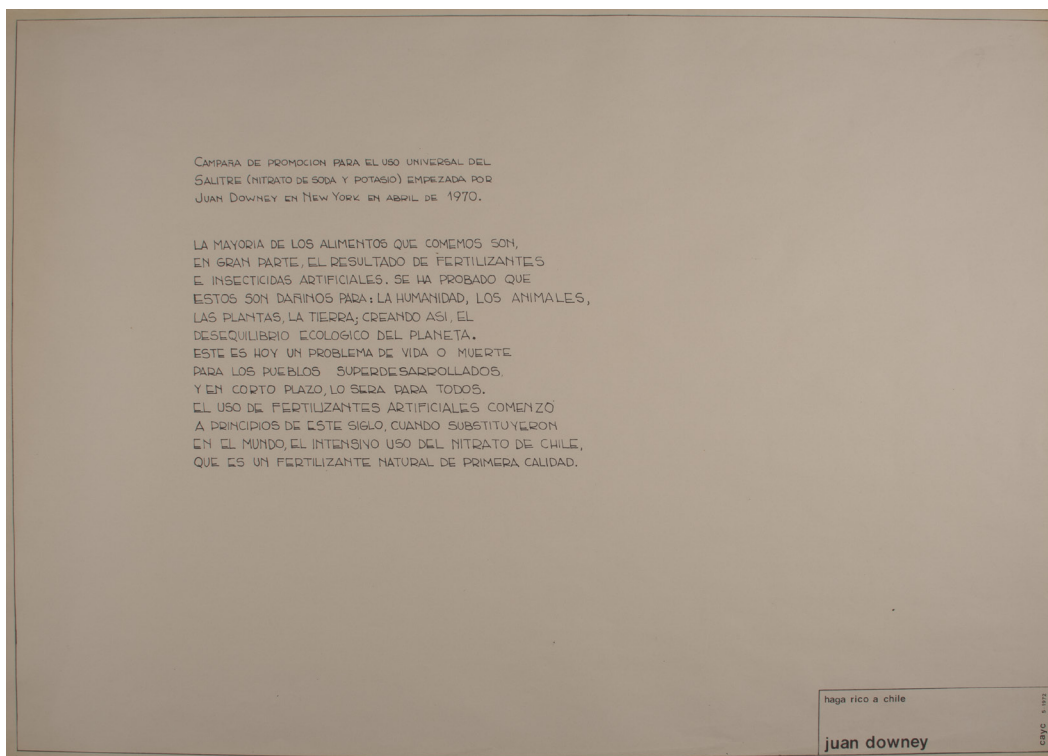 CAMPAÑA DE PROMOCION PARA EL USO UNIVERSAL DEL
SALITRE (NITRATO DE SODA Y POTASIO) EMPEZADA POR
JUAN DOWNEY EN NEW YORK EN ABRIL DE 1970.
LA MAYORIA DE LOS ALIMENTOS QUE COMEMOS SON,
EN GRAN PARTE, EL RESULTADO DE FERTILIZANTES
E INSECTICIDAS ARTIFICIALES. SE HA PROBADO QUE
ESTOS SON DAÑINOS PARA: LA HUMANIDAD, LOS ANIMALES,
LAS PLANTAS, LA TIERRA; CREANDO ASI, EL
DESEQUILIBRIO ECOLOGICO DEL PLANETA.
ESTE ES HOY UN PROBLEMA DE VIDA O MUERTE
PARA LOS PUEBLOS SUPERDESARROLLADOS.
Y EN CORTO PLAZO, LO SERA PARA TODOS.
EL USO DE FERTILIZANTES ARTIFICIALES COMENZO
A PRINCIPIOS DE ESTE SIGLO, CUANDO SUBSTITUYERON
EN EL MUNDO, EL INTENSIVO USO DEL NITRATO DE CHILE,
QUE ES UN FERTILIZANTE NATURAL DE PRIMERA CALIDAD.
haga rico a chile
juan downey
cayc
1972